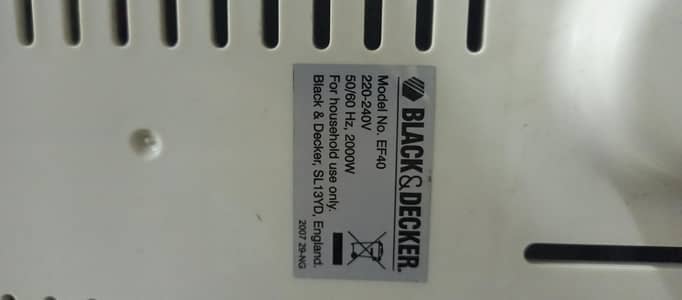 BLACK&DECKER
Model No. EF40
220-240V
50/60 Hz, 2000W
For household use only.
Black & Decker, SL13YD, England.
2007 29-NG